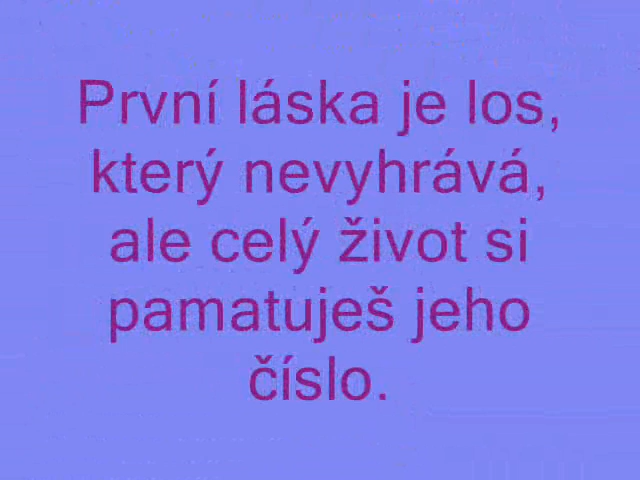 První láska je los,
který nevyhrává,
ale celý život si
pamatuješ jeho
číslo.